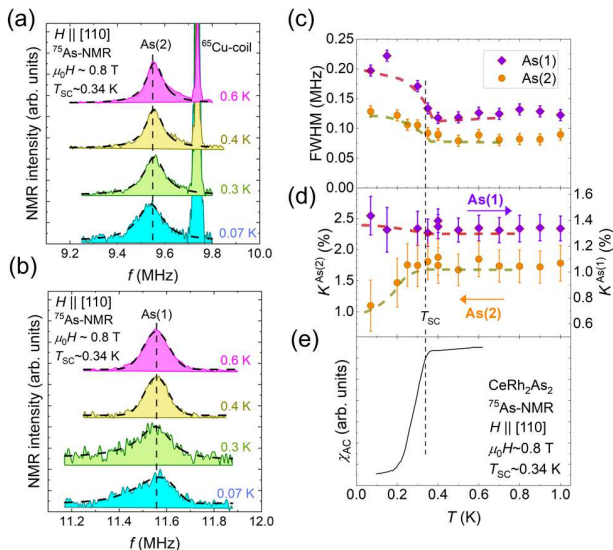 (a)
H || [110]
⁷⁵As-NMR
μ₀H ~ 0.8 T
T_SC~0.34 K
As(2)
⁶⁵Cu-coil
0.6 K
0.4 K
0.3 K
0.07 K
NMR intensity (arb. units)
9.2 9.4 9.6 9.8 10.0
f (MHz)
(b)
H || [110]
⁷⁵As-NMR
μ₀H ~ 0.8 T
T_SC~0.34 K
As(1)
0.6 K
0.4 K
0.3 K
0.07 K
NMR intensity (arb. units)
11.2 11.4 11.6 11.8 12.0
f (MHz)
(c)
As(1)
As(2)
FWHM (MHz)
0.25
0.20
0.15
0.10
0.05
0.00
(d)
As(1)
As(2)
T_SC
K^As(2) (%)
2.5
2.0
1.5
1.0
K^As(1) (%)
1.6
1.4
1.2
1.0
0.8
0.6
(e)
χ_AC (arb. units)
CeRh₂As₂
⁷⁵As-NMR
H || [110]
μ₀H~0.8 T
T_SC~0.34 K
0.0 0.2 0.4 0.6 0.8 1.0
T (K)